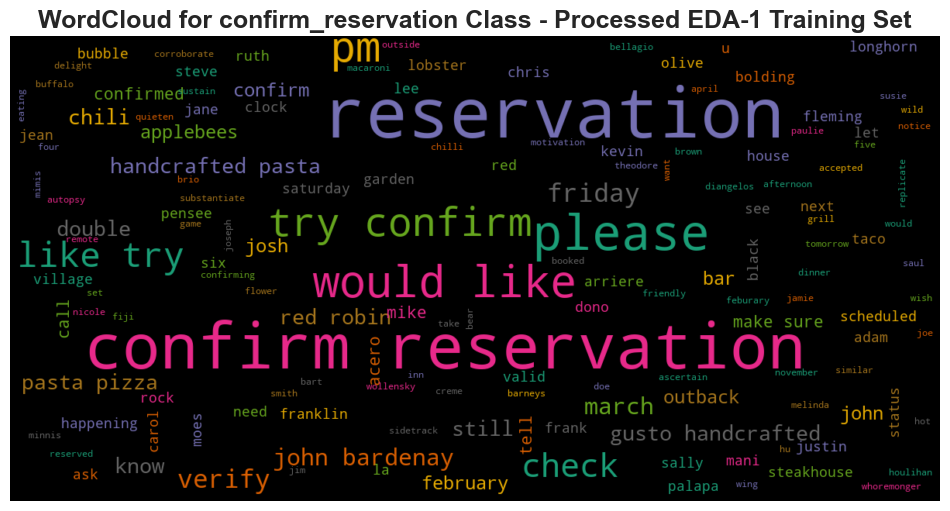 WordCloud for confirm_reservation Class - Processed EDA-1 Training Set
bubble
corroborate
ruth
pm
outside
bellagio
u
longhorn
delight
steve
macaroni
lobster
chris
olive
bolding
buffalo
confirmed
sustain
confirm
lee
reservation
april
susie
eating
chili
quieten
jane
clock
fleming
wild
notice
jean
applebees
chilli
motivation
brown
paulie
let
five
four
handcrafted pasta
red
kevin
theodore
want
house
accepted
mimis
brio
saturday
garden
friday
diangelos
afternoon
replicate
autopsy
substantiate
pensee
game
double
joseph
try confirm
please
see
next
grill
would
like try
remote
josh
black
tomorrow
taco
village
six
confirming
booked
would like
arriere
bar
dinner
saul
set
flower
friendly
nicole
fiji
call
red robin
mike
take
bear
dono
feburary
jamie
wish
make sure
scheduled
joe
confirm reservation
adam
pasta pizza
acero
bart
inn
wollensky
valid
ascertain
november
similar
rock
smith
creme
barneys
doe
outback
status
happening
carol
moes
need
franklin
march
melinda
john
hot
minnis
sidetrack
still
tell
frank
gusto handcrafted
hu
justin
reserved
know
john bardenay
check
sally
mani
houlihan
ask
verify
jim
la
february
palapa
wing
steakhouse
whoremonger